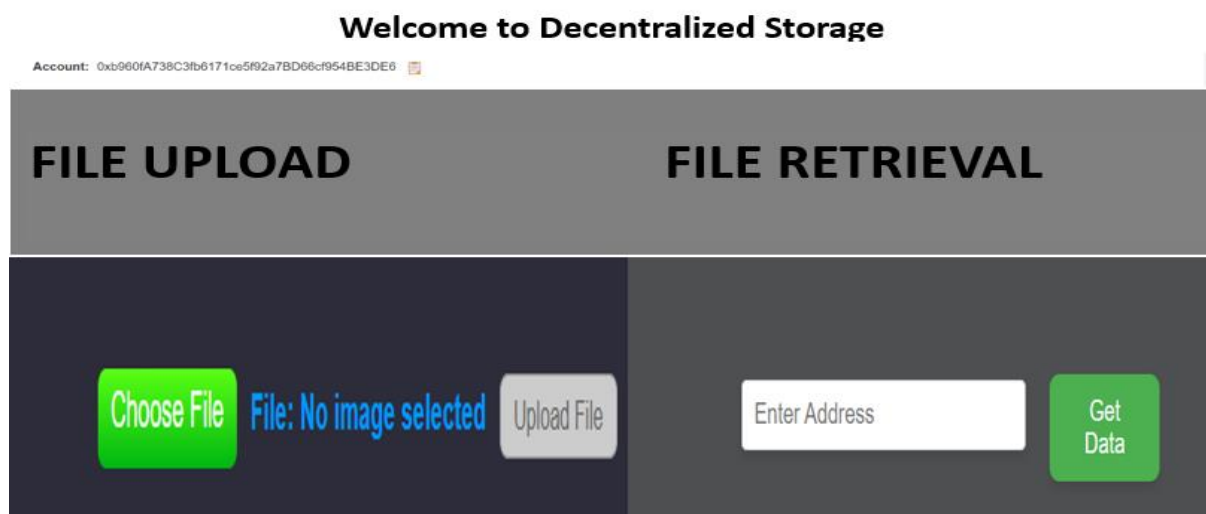 Welcome to Decentralized Storage
Account: 0xb960fA738C3fb6171ce5f92a7BD66cf954BE3DE6
FILE UPLOAD
FILE RETRIEVAL
Choose File
File: No image selected
Upload File
Enter Address
Get
Data